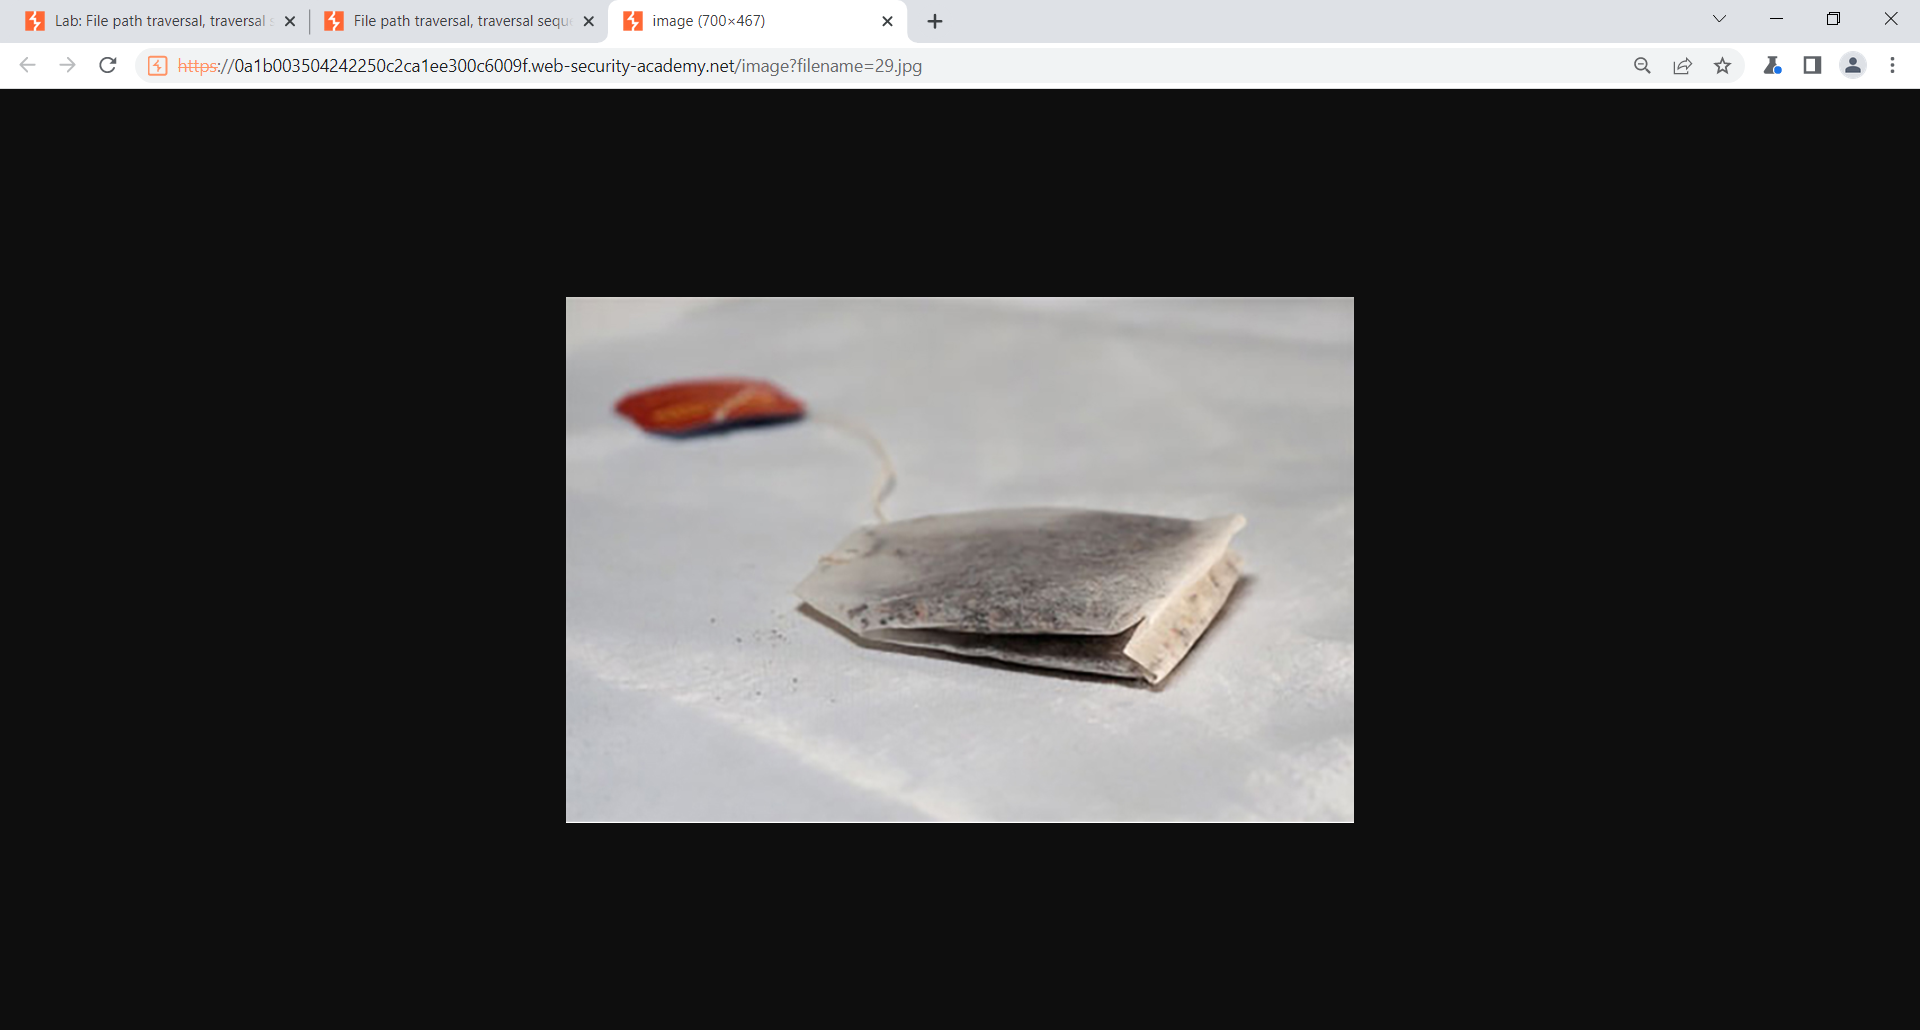 Lab: File path traversal, traversal
File path traversal, traversal sequ
image (700×467)
https://0a1b003504242250c2ca1ee300c6009f.web-security-academy.net/image?filename=29.jpg